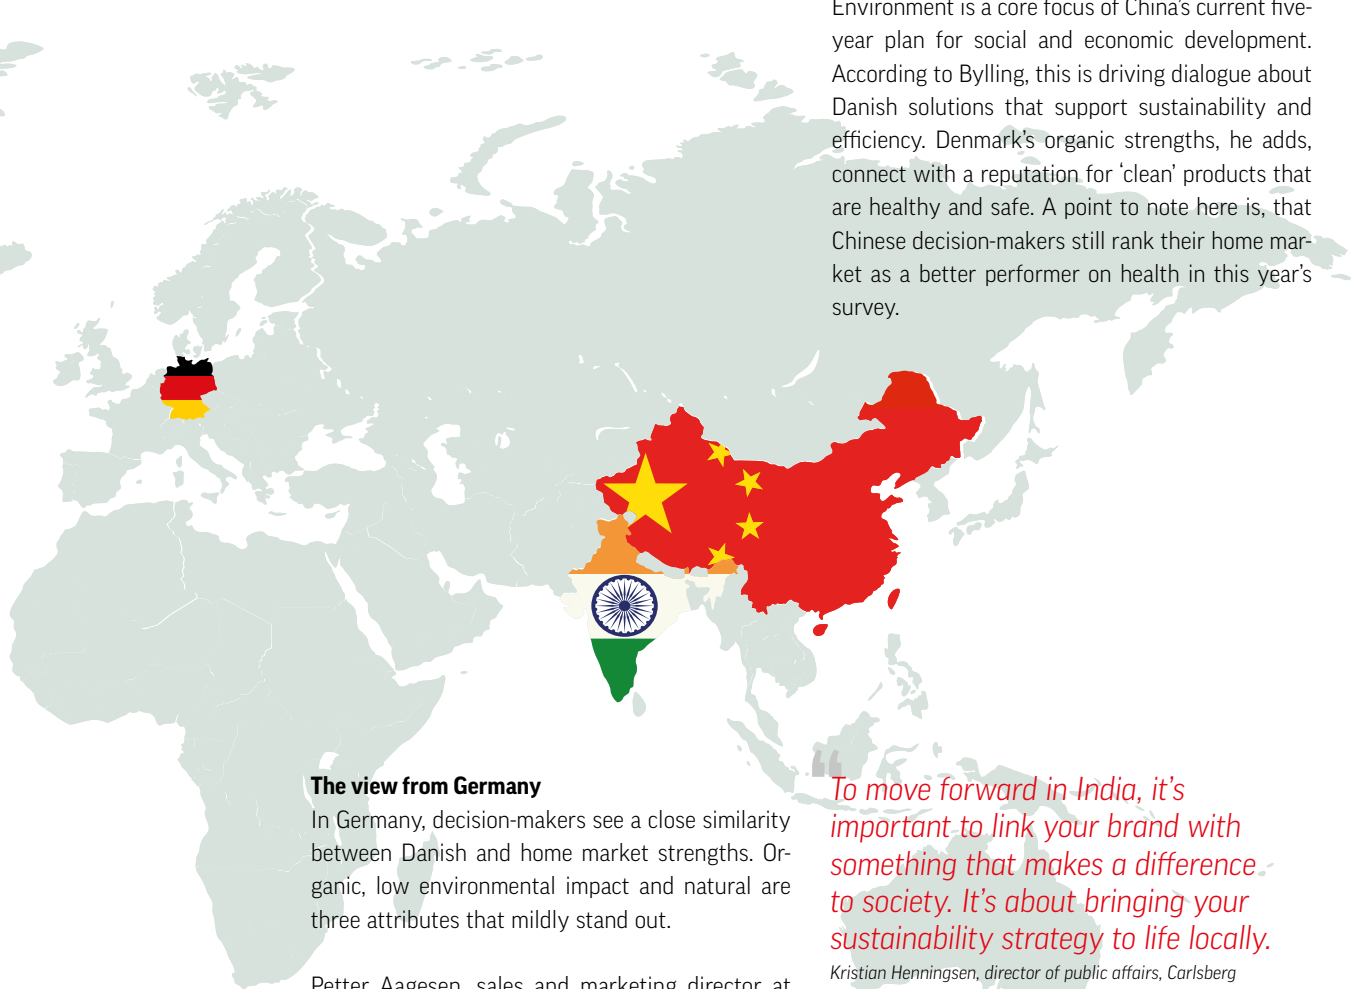 Environment is a core focus of China's current five-
year plan for social and economic development.
According to Bylling, this is driving dialogue about
Danish solutions that support sustainability and
efficiency. Denmark's organic strengths, he adds,
connect with a reputation for 'clean' products that
are healthy and safe. A point to note here is, that
Chinese decision-makers still rank their home mar-
ket as a better performer on health in this year's
survey.
The view from Germany
In Germany, decision-makers see a close similarity
between Danish and home market strengths. Or-
ganic, low environmental impact and natural are
three attributes that mildly stand out.
Petter Aagesen, sales and marketing director at
“To move forward in India, it's
important to link your brand with
something that makes a difference
to society. It's about bringing your
sustainability strategy to life locally.
Kristian Henningsen, director of public affairs, Carlsberg